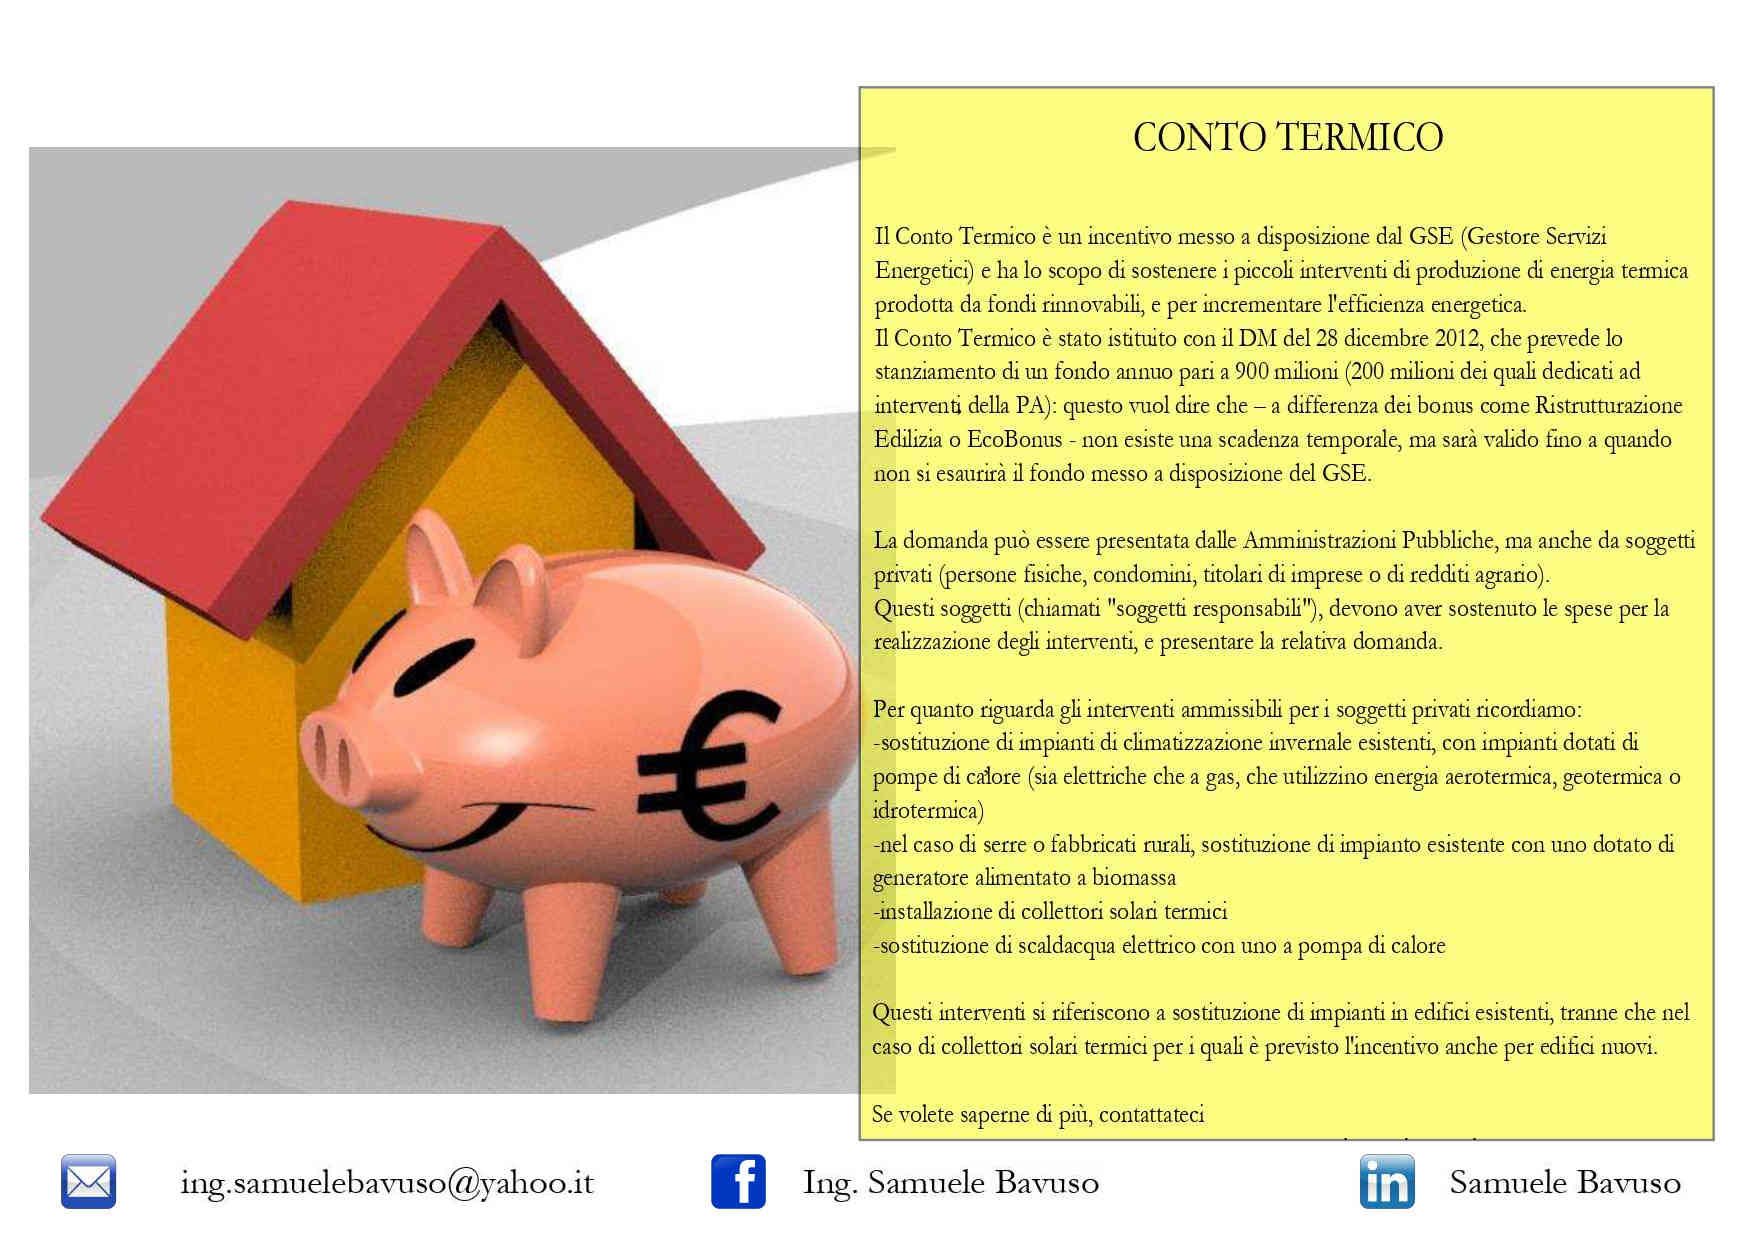 CONTO TERMICO
Il Conto Termico è un incentivo messo a disposizione dal GSE (Gestore Servizi
Energetici) e ha lo scopo di sostenere i piccoli interventi di produzione di energia termica
prodotta da fondi rinnovabili, e per incrementare l'efficienza energetica.
Il Conto Termico è stato istituito con il DM del 28 dicembre 2012, che prevede lo
stanziamento di un fondo annuo pari a 900 milioni (200 milioni dei quali dedicati ad
interventi della PA): questo vuol dire che – a differenza dei bonus come Ristrutturazione
Edilizia o EcoBonus - non esiste una scadenza temporale, ma sarà valido fino a quando
non si esaurirà il fondo messo a disposizione del GSE.
La domanda può essere presentata dalle Amministrazioni Pubbliche, ma anche da soggetti
privati (persone fisiche, condomini, titolari di imprese o di redditi agrario).
Questi soggetti (chiamati "soggetti responsabili"), devono aver sostenuto le spese per la
realizzazione degli interventi, e presentare la relativa domanda.
Per quanto riguarda gli interventi ammissibili per i soggetti privati ricordiamo:
-sostituzione di impianti di climatizzazione invernale esistenti, con impianti dotati di
pompe di calore (sia elettriche che a gas, che utilizzino energia aerotermica, geotermica o
idrotermica)
-nel caso di serre o fabbricati rurali, sostituzione di impianto esistente con uno dotato di
generatore alimentato a biomassa
-installazione di collettori solari termici
-sostituzione di scaldacqua elettrico con uno a pompa di calore
Questi interventi si riferiscono a sostituzione di impianti in edifici esistenti, tranne che nel
caso di collettori solari termici per i quali è previsto l'incentivo anche per edifici nuovi.
Se volete saperne di più, contattateci
€
ing.samuelebavuso@yahoo.it
f Ing. Samuele Bavuso
in Samuele Bavuso